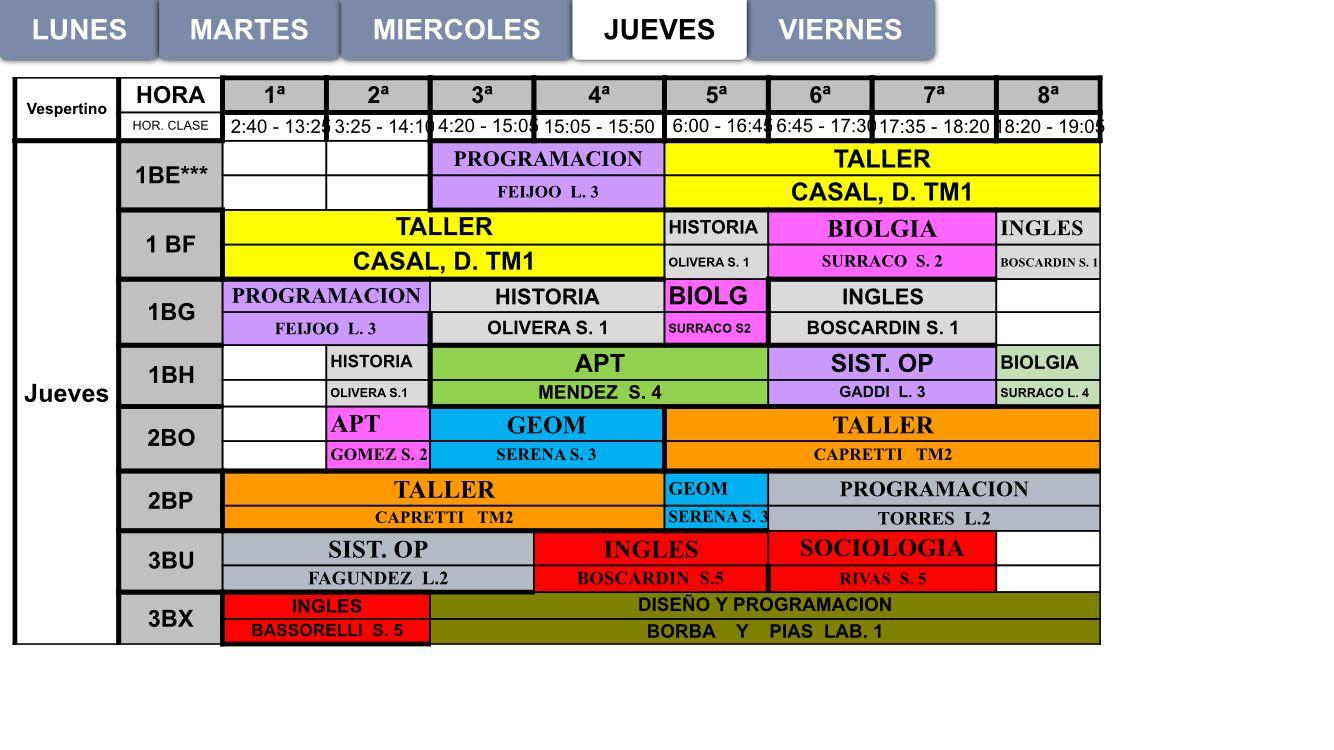 LUNES MARTES MIERCOLES JUEVES VIERNES
Vespertino HORA 1ª 2ª 3ª 4ª 5ª 6ª 7ª 8ª
HOR. CLASE 2:40 - 13:25 3:25 - 14:10 4:20 - 15:05 15:05 - 15:50 6:00 - 16:45 6:45 - 17:30 17:35 - 18:20 18:20 - 19:05
Jueves
1BE*** PROGRAMACION TALLER
FEIJOO L. 3 CASAL, D. TM1
1 BF TALLER HISTORIA BIOLGIA INGLES
CASAL, D. TM1 OLIVERA S. 1 SURRACO S. 2 BOSCARDIN S. 1
1BG PROGRAMACION HISTORIA BIOLG INGLES
FEIJOO L. 3 OLIVERA S. 1 SURRACO S2 BOSCARDIN S. 1
1BH HISTORIA APT SIST. OP BIOLGIA
OLIVERA S.1 MENDEZ S. 4 GADDI L. 3 SURRACO L. 4
2BO APT GEOM TALLER
GOMEZ S. 2 SERENA S. 3 CAPRETTI TM2
2BP TALLER GEOM PROGRAMACION
CAPRETTI TM2 SERENA S. 3 TORRES L.2
3BU SIST. OP INGLES SOCIOLOGIA
FAGUNDEZ L.2 BOSCARDIN S.5 RIVAS S. 5
3BX INGLES DISEÑO Y PROGRAMACION
BASSORELLI S. 5 BORBA Y PIAS LAB. 1